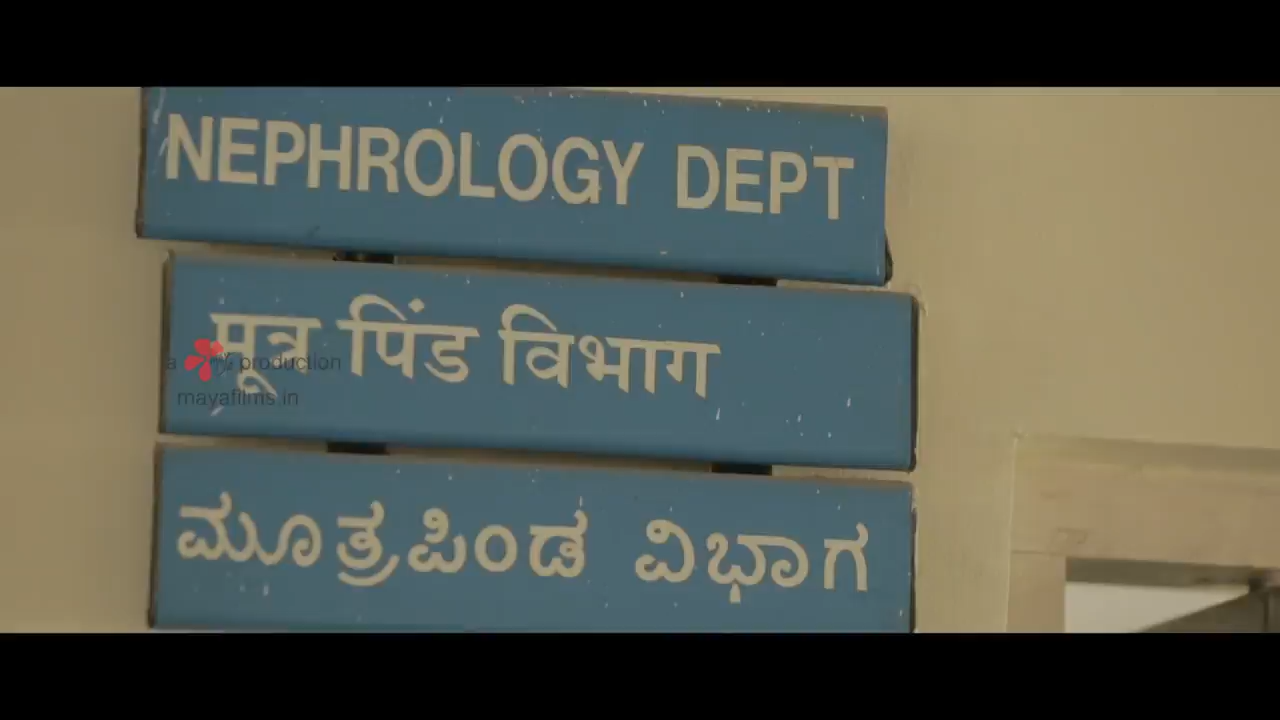 NEPHROLOGY DEPT
मूत्र पिंड विभाग
a production
mayafilms.in
ಮೂತ್ರಪಿಂಡ ವಿಭಾಗ